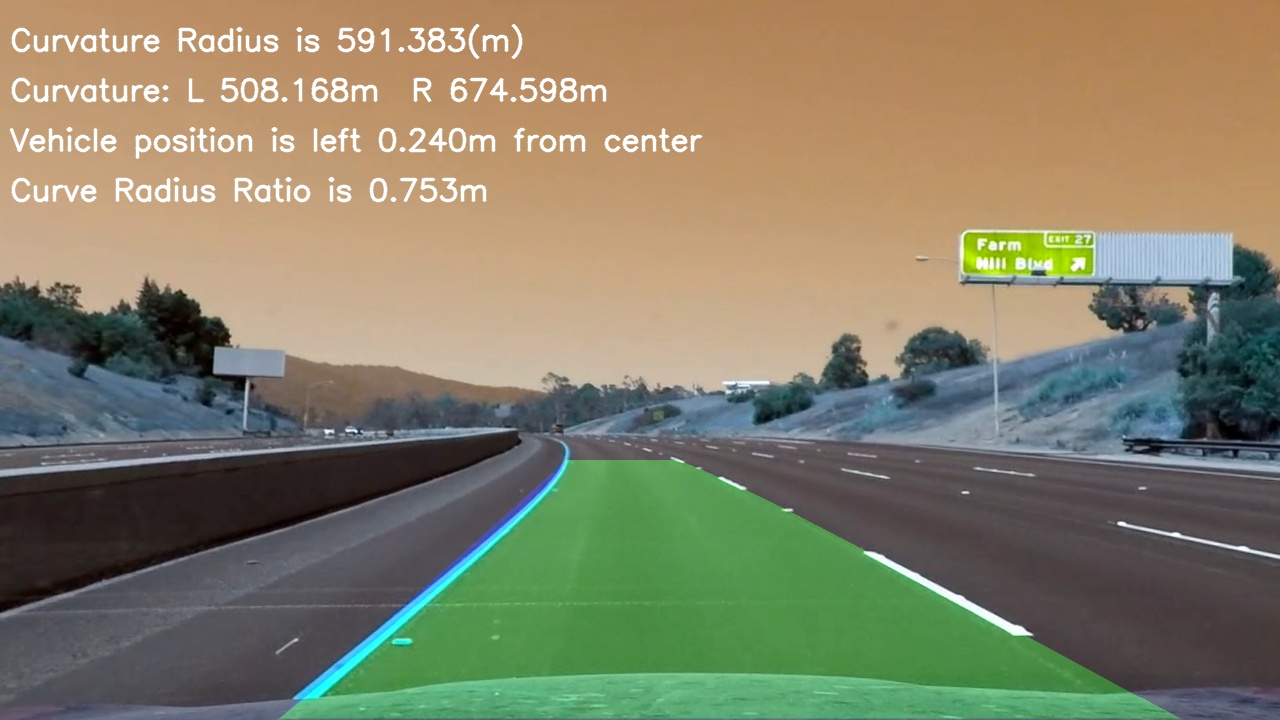 Curvature Radius is 591.383(m)
Curvature: L 508.168m R 674.598m
Vehicle position is left 0.240m from center
Curve Radius Ratio is 0.753m
EXIT 27
Farm
Hill Blvd